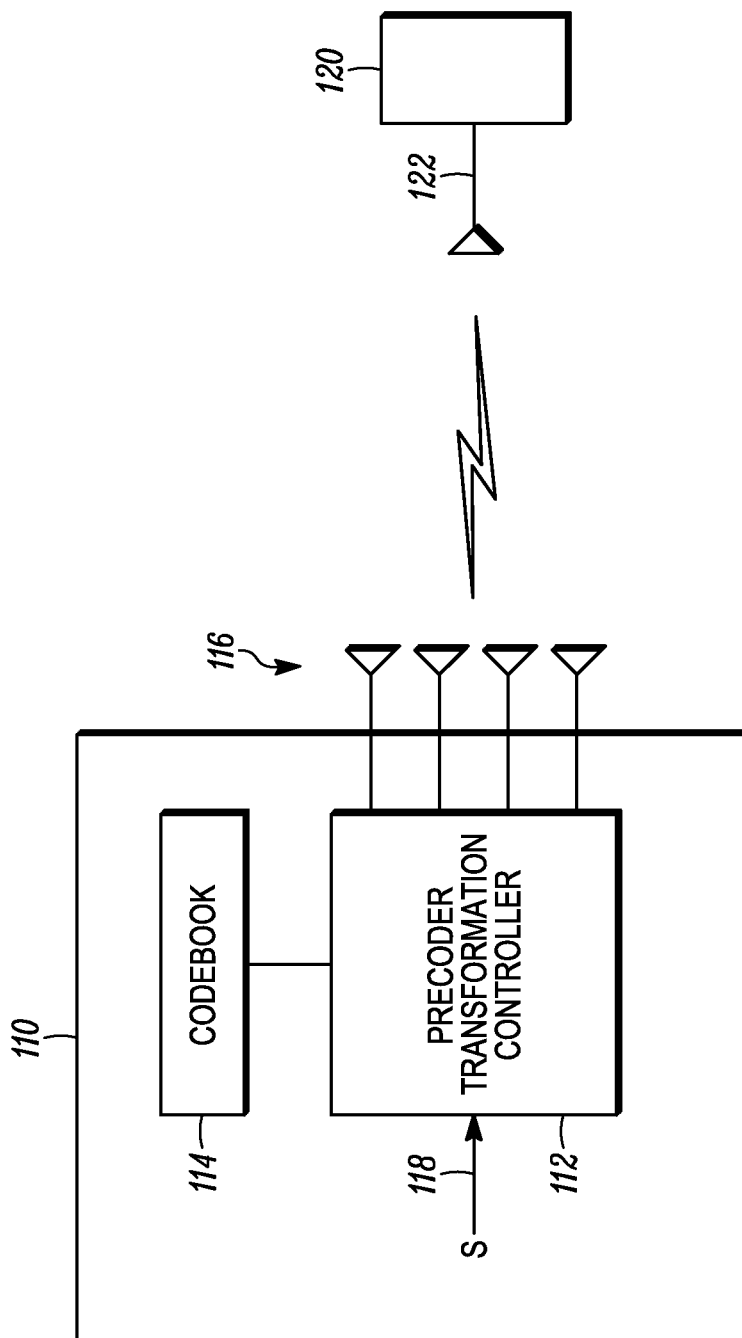 110
114
CODEBOOK
116
120
122
118
S
PRECODER
TRANSFORMATION
CONTROLLER
112